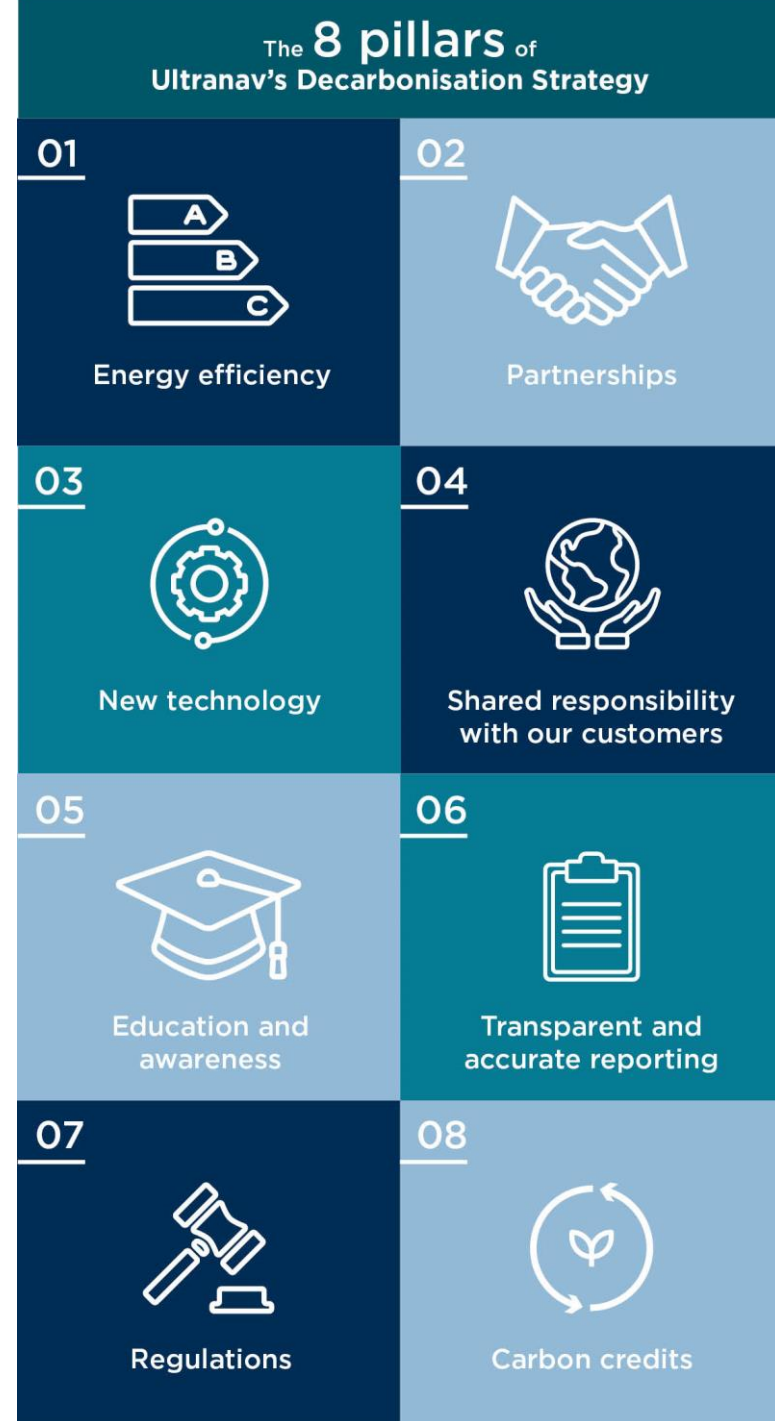 The 8 pillars of
Ultranav's Decarbonisation Strategy
01
A
B
C
Energy efficiency
02
Partnerships
03
New technology
04
Shared responsibility
with our customers
05
Education and
awareness
06
Transparent and
accurate reporting
07
Regulations
08
Carbon credits